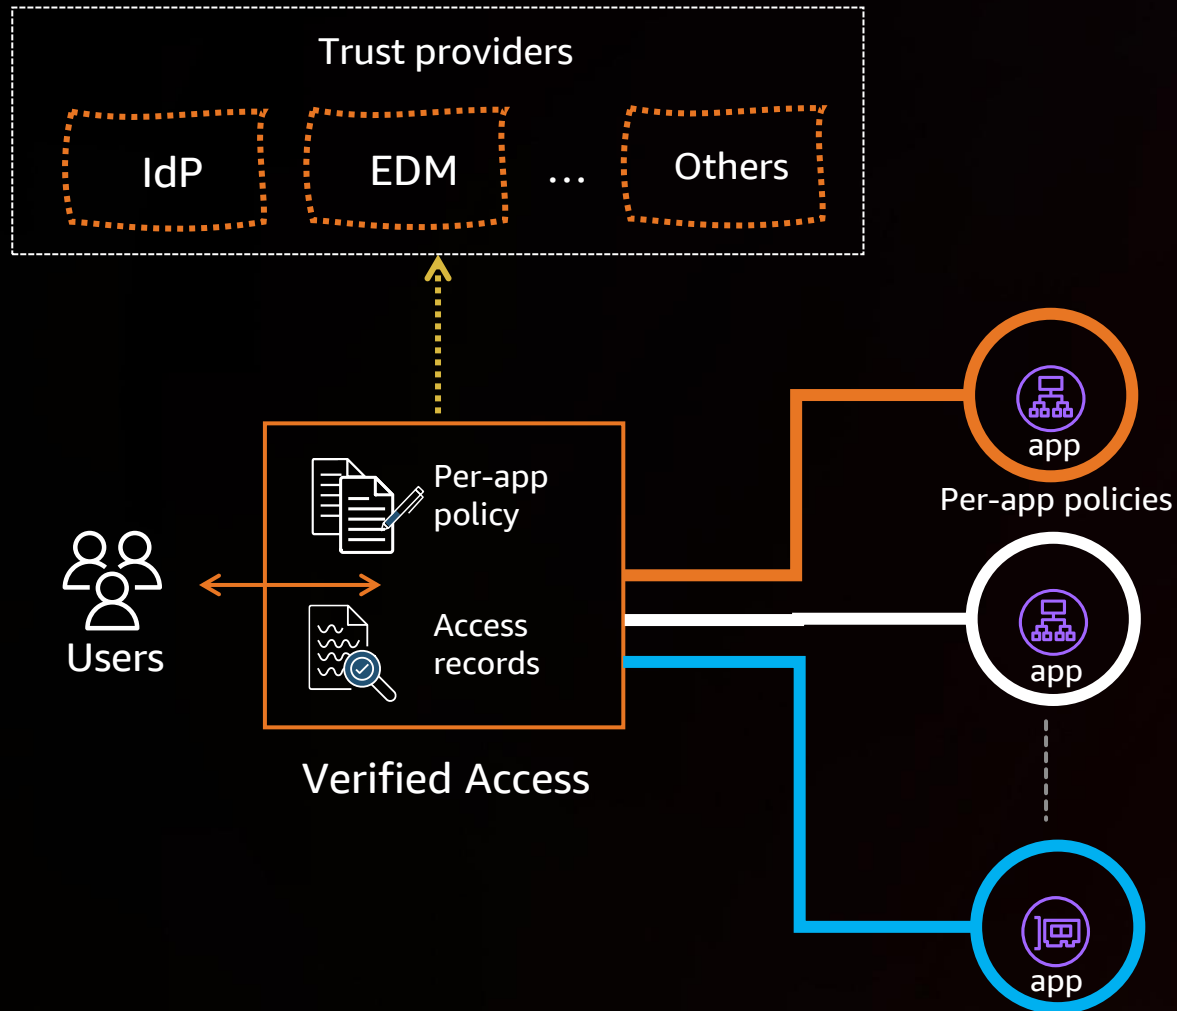 Trust providers
IdP
EDM
...
Others
Per-app
policy
Access
records
Users
Verified Access
app
Per-app policies
app
app